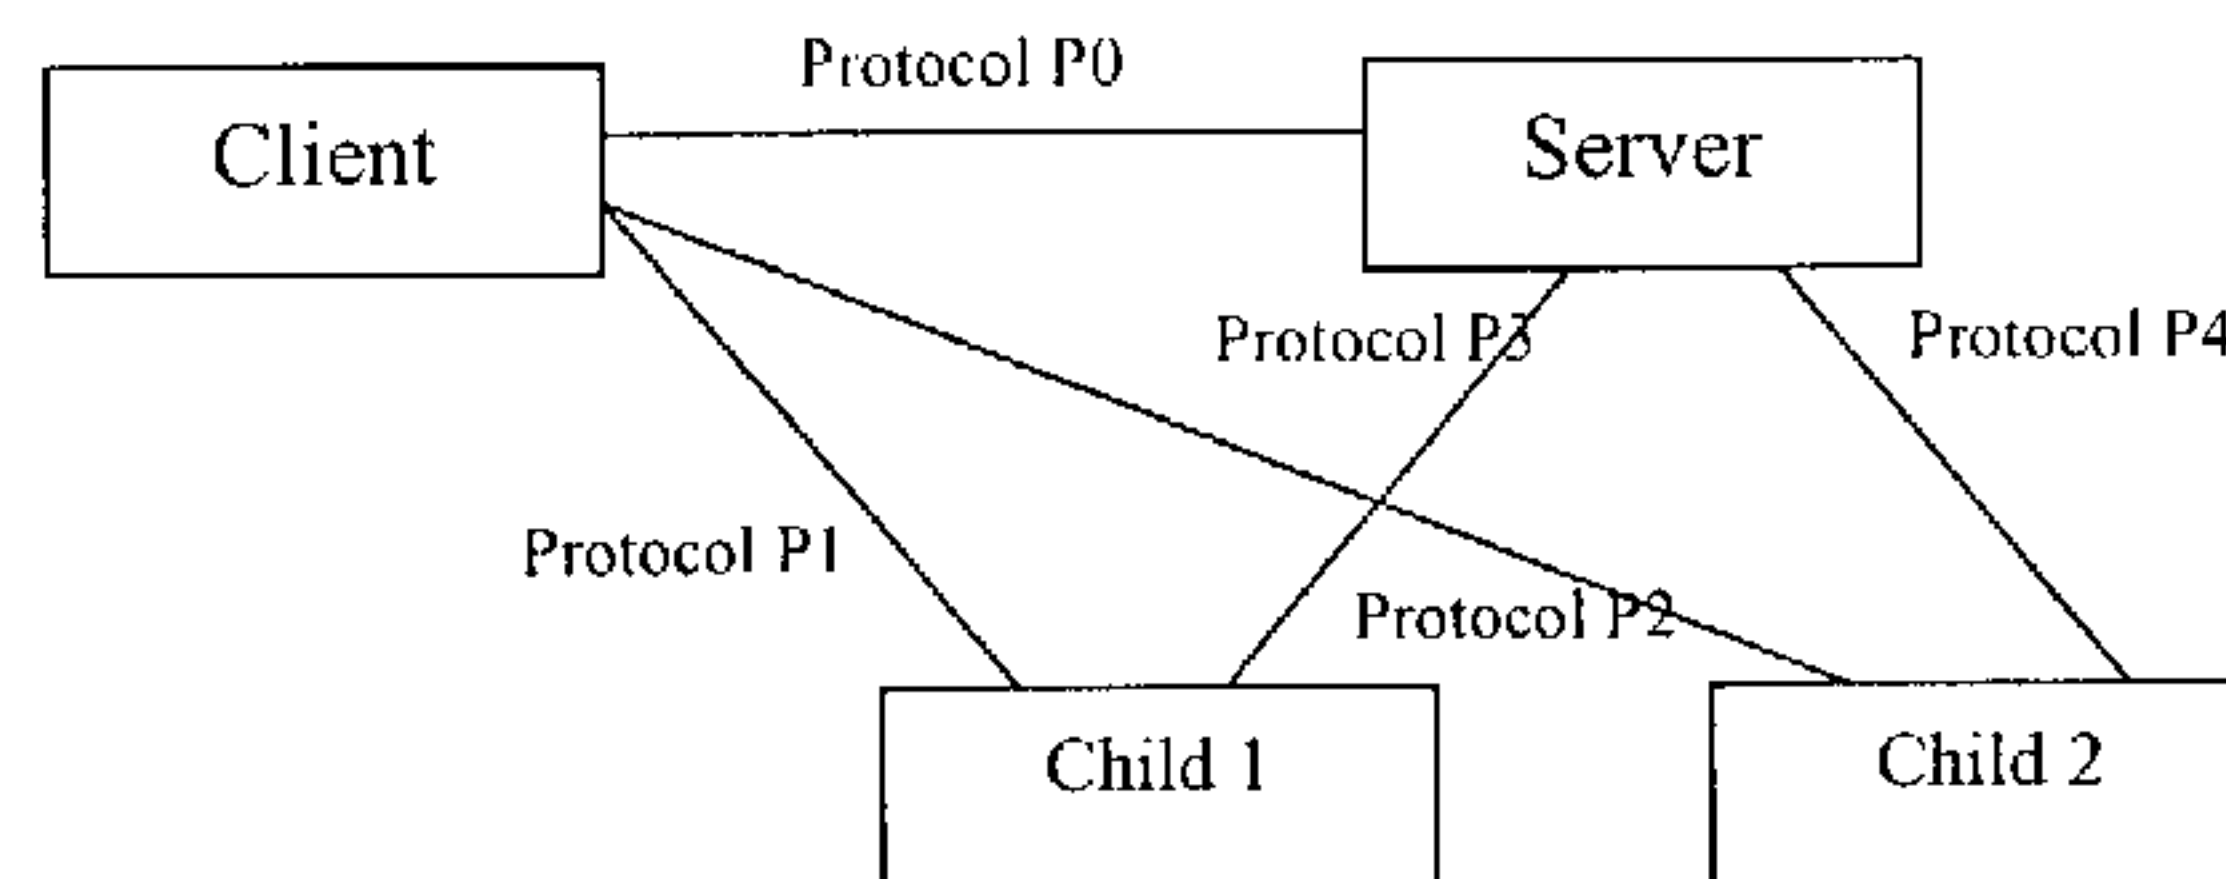 Protocol P0
Client
Server
Protocol P3
Protocol P4
Protocol P1
Protocol P2
Child 1
Child 2